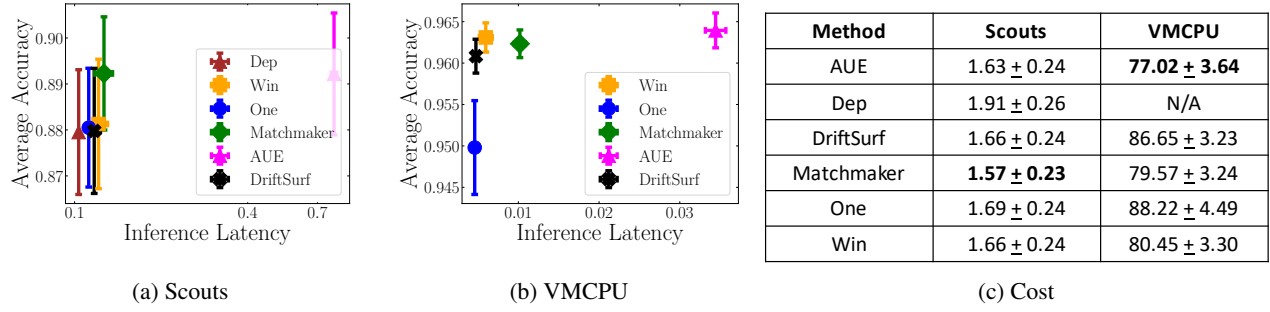 0.90
0.89
0.88
0.87
Average Accuracy
Dep
Win
One
Matchmaker
AUE
DriftSurf
0.1
0.4
0.7
Inference Latency
(a) Scouts
0.965
0.960
0.955
0.950
0.945
Average Accuracy
Win
One
Matchmaker
AUE
DriftSurf
0.01
0.02
0.03
Inference Latency
(b) VMCPU
Method Scouts VMCPU
AUE 1.63 ± 0.24 77.02 ± 3.64
Dep 1.91 ± 0.26 N/A
DriftSurf 1.66 ± 0.24 86.65 ± 3.23
Matchmaker 1.57 ± 0.23 79.57 ± 3.24
One 1.69 ± 0.24 88.22 ± 4.49
Win 1.66 ± 0.24 80.45 ± 3.30
(c) Cost